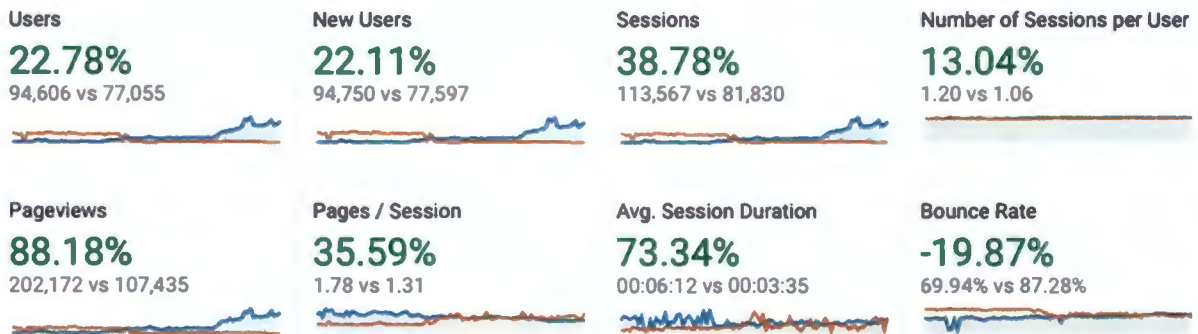 Users
22.78%
94,606 vs 77,055
New Users
22.11%
94,750 vs 77,597
Sessions
38.78%
113,567 vs 81,830
Number of Sessions per User
13.04%
1.20 vs 1.06
Pageviews
88.18%
202,172 vs 107,435
Pages / Session
35.59%
1.78 vs 1.31
Avg. Session Duration
73.34%
00:06:12 vs 00:03:35
Bounce Rate
-19.87%
69.94% vs 87.28%